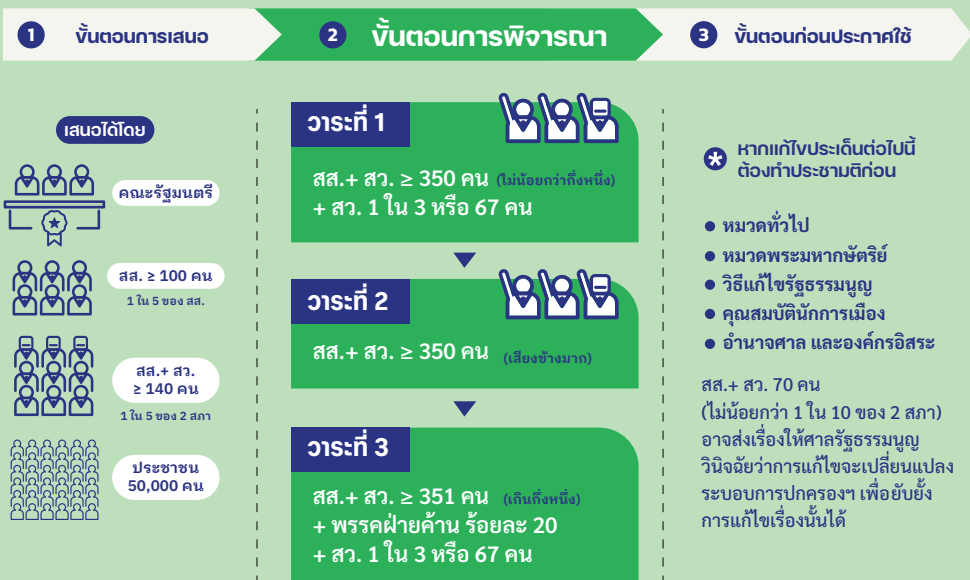 1 ขั้นตอนการเสนอ
2 ขั้นตอนการพิจารณา
3 ขั้นตอนก่อนประกาศใช้
เสนอได้โดย
คณะรัฐมนตรี
สส. ≥ 100 คน
1 ใน 5 ของ สส.
สส.+ สว.
≥ 140 คน
1 ใน 5 ของ 2 สภา
ประชาชน
50,000 คน
วาระที่ 1
สส.+ สว. ≥ 350 คน (ไม่น้อยกว่ากึ่งหนึ่ง)
+ สว. 1 ใน 3 หรือ 67 คน
วาระที่ 2
สส.+ สว. ≥ 350 คน (เสียงข้างมาก)
วาระที่ 3
สส.+ สว. ≥ 351 คน (เกินกึ่งหนึ่ง)
+ พรรคฝ่ายค้าน ร้อยละ 20
+ สว. 1 ใน 3 หรือ 67 คน
* หากแก้ไขประเด็นต่อไปนี้
ต้องทำประชามติก่อน
• หมวดทั่วไป
• หมวดพระมหากษัตริย์
• วิธีแก้ไขรัฐธรรมนูญ
• คุณสมบัตินักการเมือง
• อำนาจศาล และองค์กรอิสระ
สส.+ สว. 70 คน
(ไม่น้อยกว่า 1 ใน 10 ของ 2 สภา)
อาจส่งเรื่องให้ศาลรัฐธรรมนูญ
วินิจฉัยว่าการแก้ไขจะเปลี่ยนแปลง
ระบอบการปกครองฯ เพื่อยับยั้ง
การแก้ไขเรื่องนั้นได้